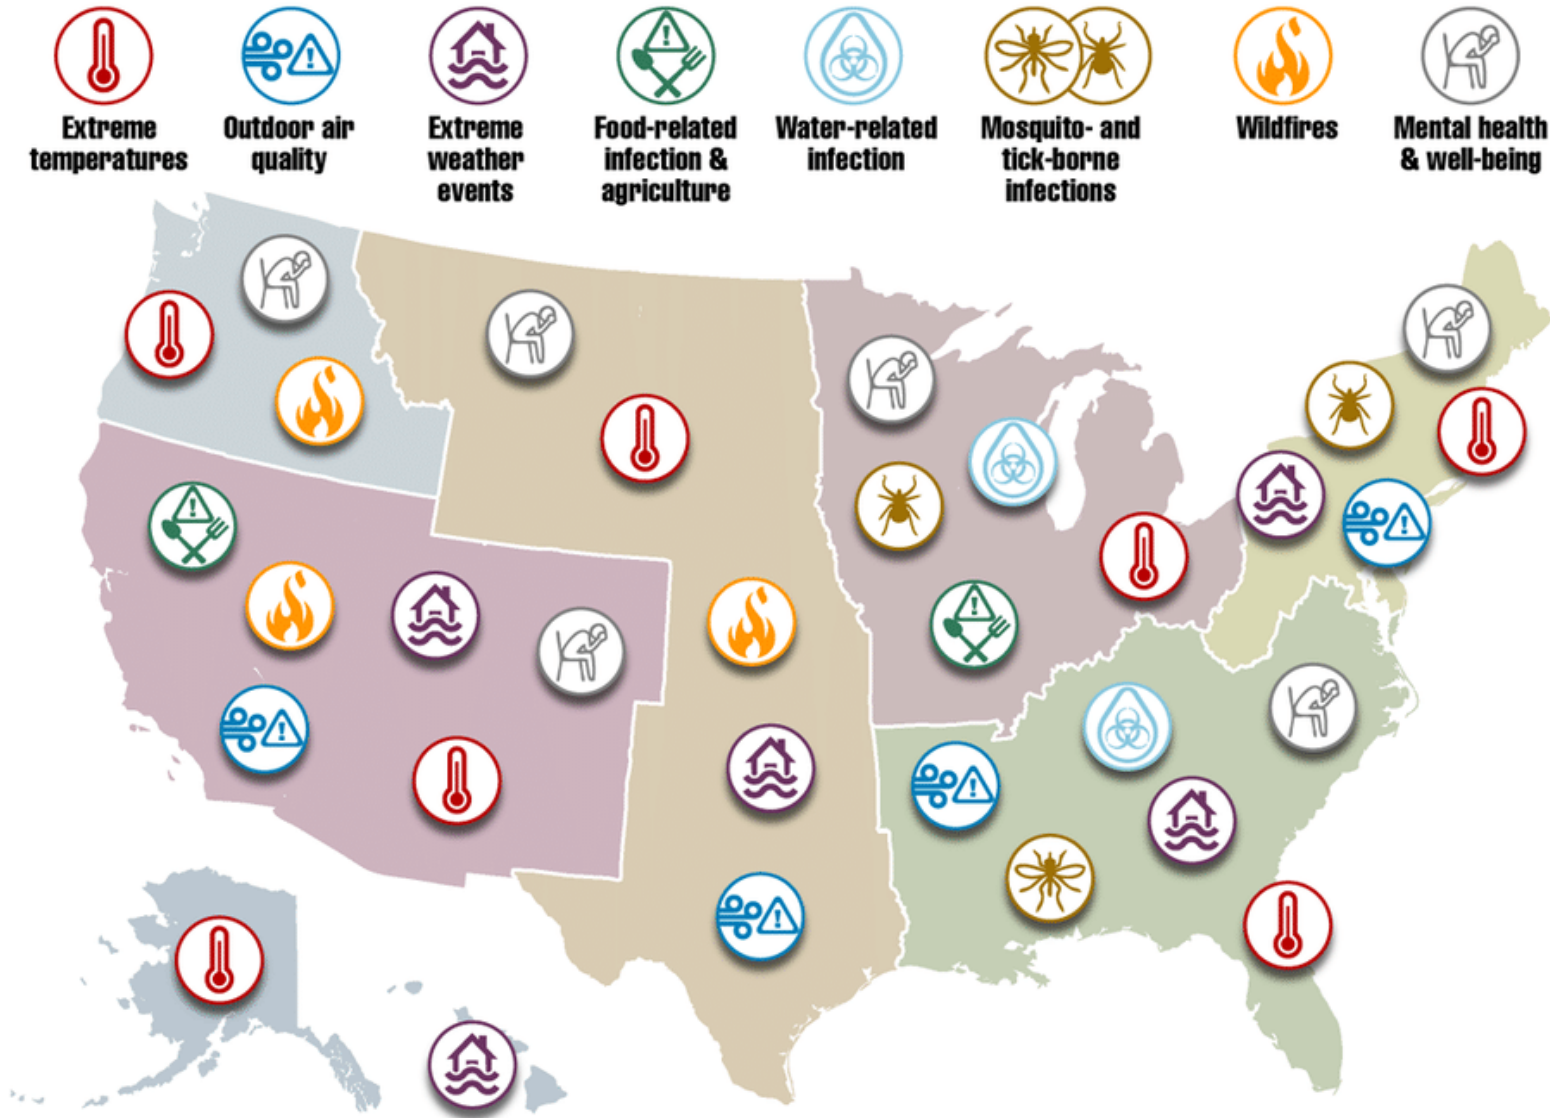 Extreme
temperatures
Outdoor air
quality
Extreme
weather
events
Food-related
infection &
agriculture
Water-related
infection
Mosquito- and
tick-borne
infections
Wildfires
Mental health
& well-being